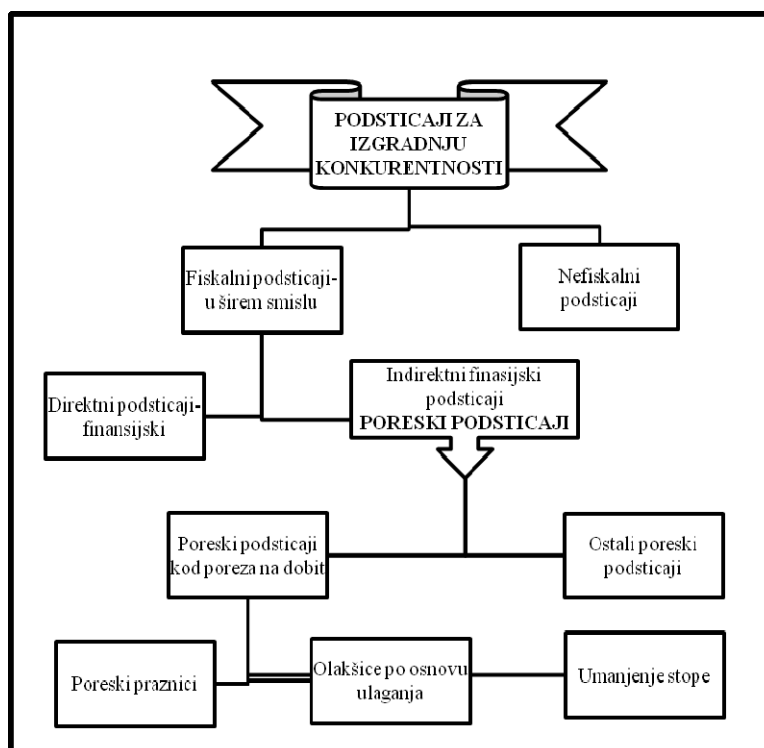 PODSTICAJI ZA
IZGRADNJU
KONKURENTNOSTI
Fiskalni podsticaji-
u širem smislu
Nefiskalni
podsticaji
Direktni podsticaji-
finansijski
Indirektni finasijski
podsticaji
PORESKI PODSTICAJI
Poreski podsticaji
kod poreza na dobit
Ostali poreski
podsticaji
Poreski praznici
Olakšice po osnovu
ulaganja
Umanjenje stope